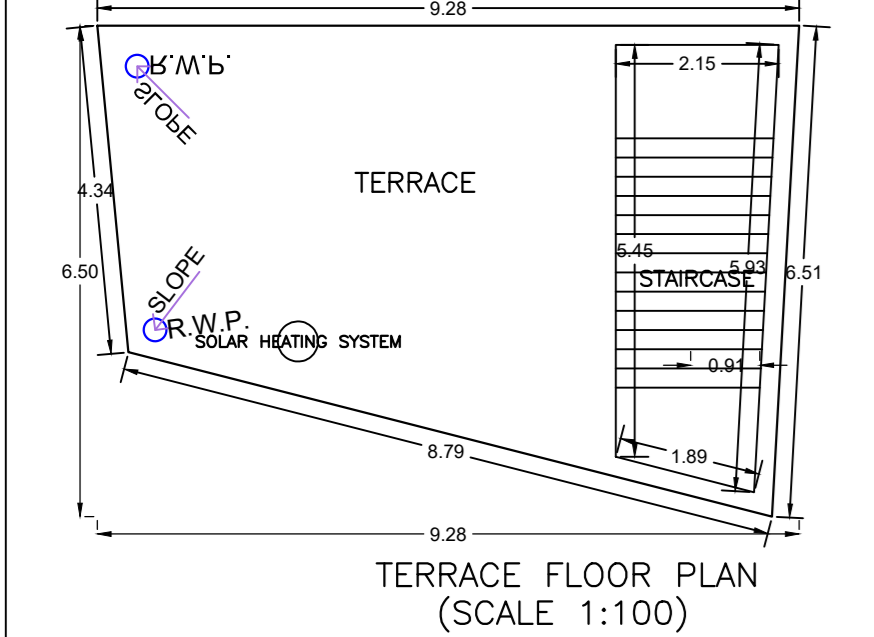 9.28
R.W.P.
2.15
SLOPE
TERRACE
4.34
5.45
SLOPE
5.93
6.50
6.51
STAIRCASE
R.W.P.
SOLAR HEATING SYSTEM
0.91
8.79
1.89
9.28
TERRACE FLOOR PLAN
(SCALE 1:100)